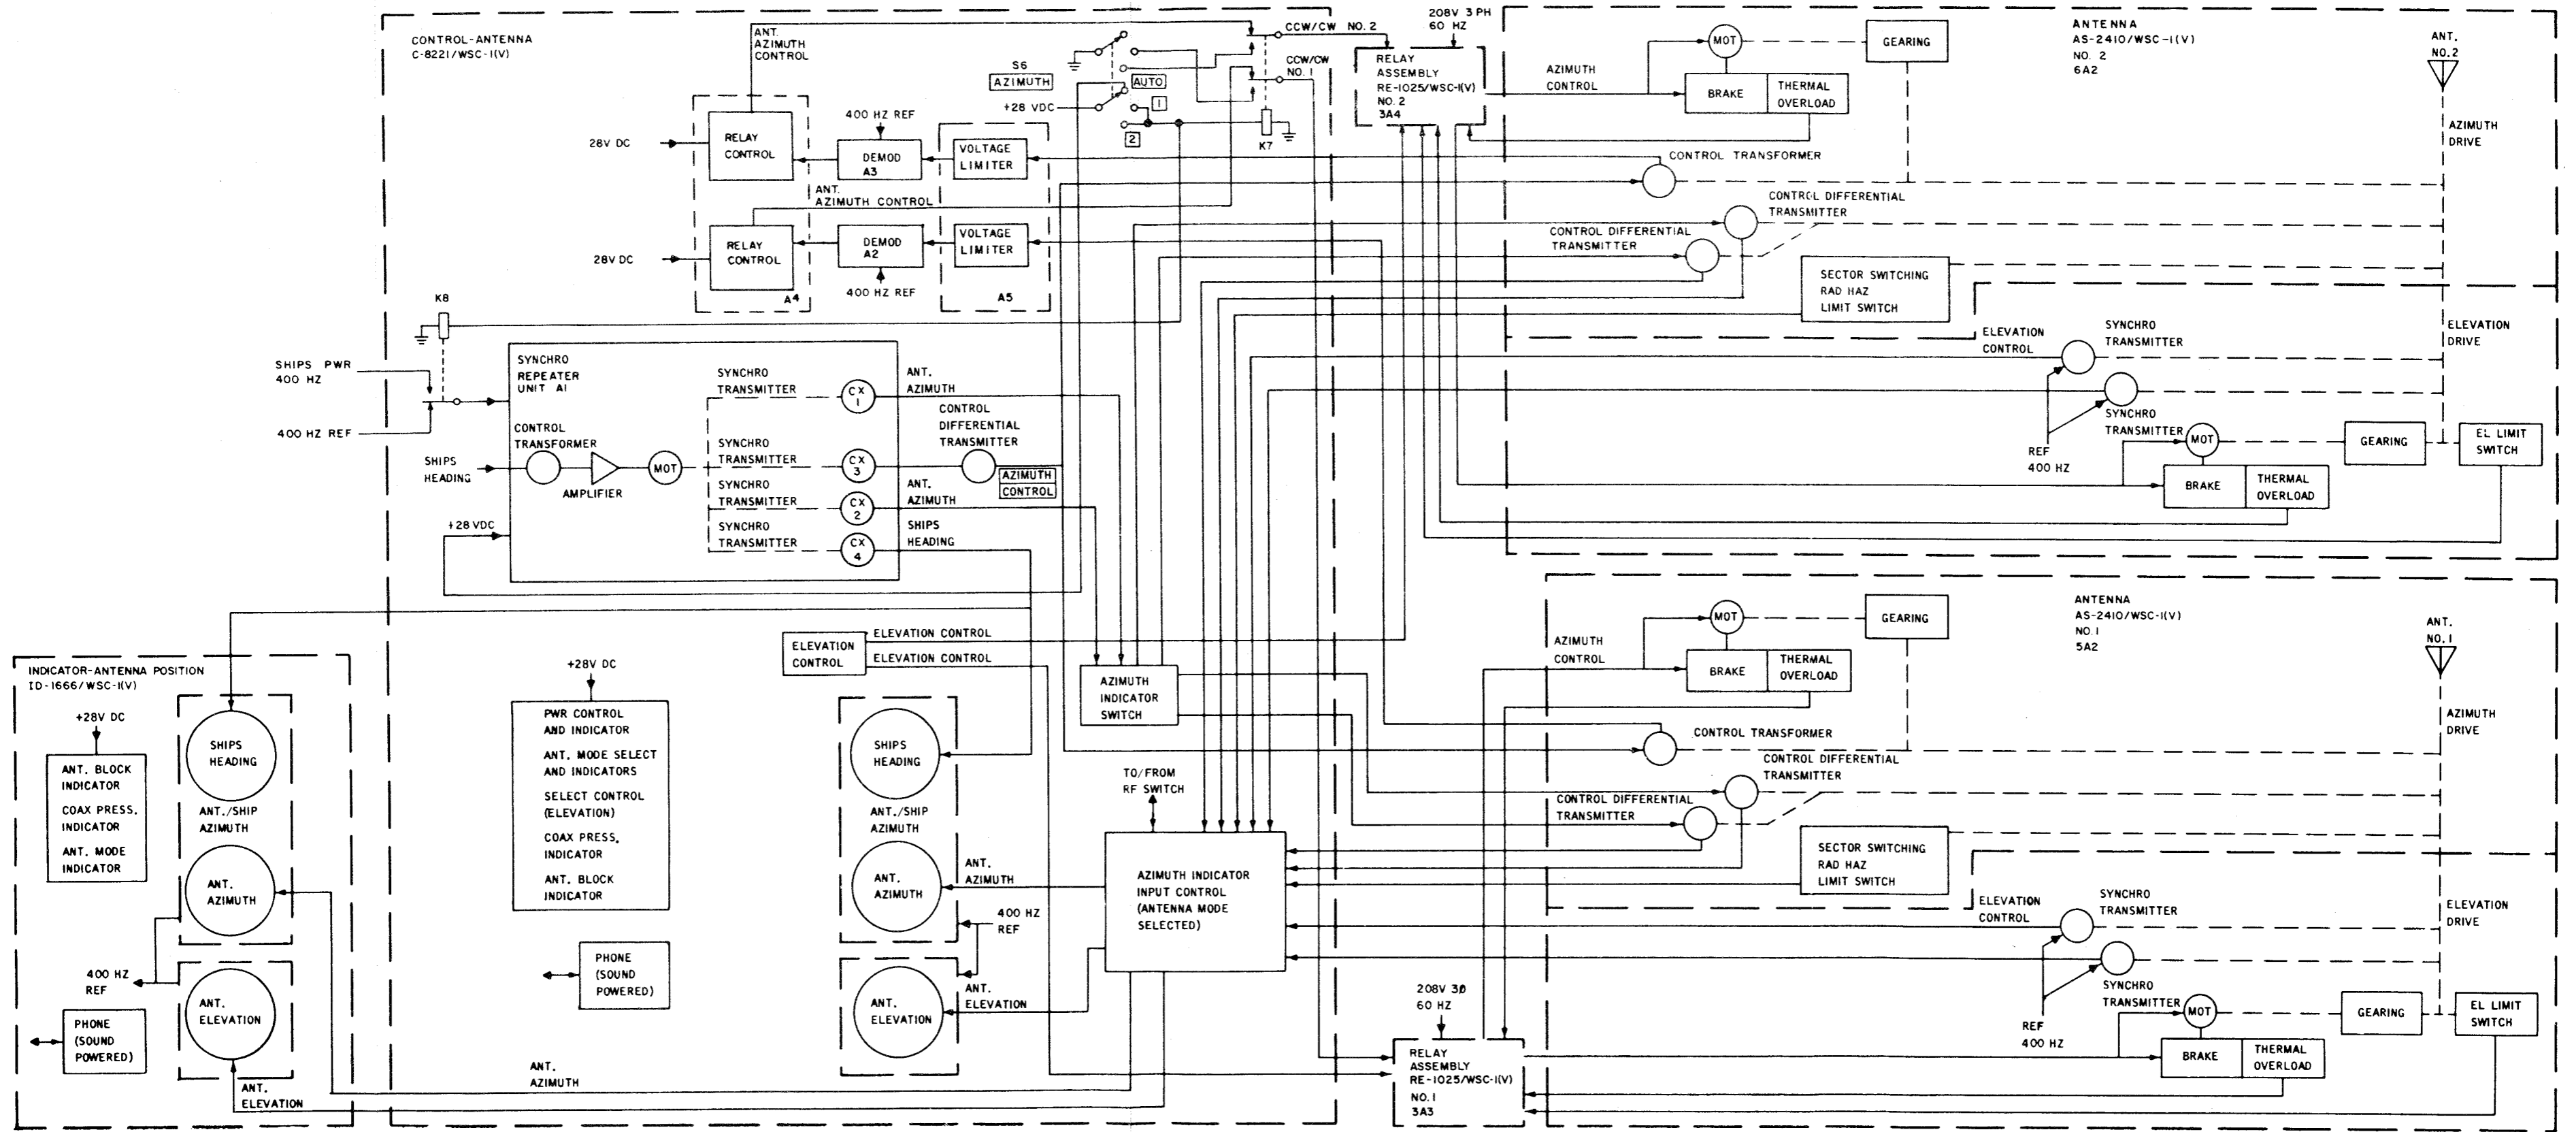 CONTROL-ANTENNA
C-8221/WSC-1(V)
ANT.
AZIMUTH
CONTROL
S6
AZIMUTH
+28 VDC
AUTO
1
2
K7
CCW/CW NO. 2
CCW/CW
NO. 1
28V DC
RELAY
CONTROL
400 HZ REF
DEMOD
A3
VOLTAGE
LIMITER
ANT.
AZIMUTH CONTROL
28V DC
RELAY
CONTROL
A4
DEMOD
A2
400 HZ REF
VOLTAGE
LIMITER
A5
K8
SHIPS PWR
400 HZ
400 HZ REF
SYNCHRO
REPEATER
UNIT A1
CONTROL
TRANSFORMER
SHIPS
HEADING
AMPLIFIER
MOT
+28 VDC
SYNCHRO
TRANSMITTER
CX
1
ANT.
AZIMUTH
SYNCHRO
TRANSMITTER
CX
3
CONTROL
DIFFERENTIAL
TRANSMITTER
AZIMUTH
CONTROL
SYNCHRO
TRANSMITTER
CX
2
ANT.
AZIMUTH
SYNCHRO
TRANSMITTER
CX
4
SHIPS
HEADING
208V 3 PH
60 HZ
RELAY
ASSEMBLY
RE-1025/WSC-1(V)
NO. 2
3A4
ANTENNA
AS-2410/WSC-1(V)
NO. 2
6A2
AZIMUTH
CONTROL
MOT
GEARING
BRAKE
THERMAL
OVERLOAD
ANT.
NO.2
AZIMUTH
DRIVE
CONTROL TRANSFORMER
CONTROL DIFFERENTIAL
TRANSMITTER
CONTROL DIFFERENTIAL
TRANSMITTER
SECTOR SWITCHING
RAD HAZ
LIMIT SWITCH
ELEVATION
CONTROL
SYNCHRO
TRANSMITTER
ELEVATION
DRIVE
SYNCHRO
TRANSMITTER
REF
400 HZ
MOT
GEARING
EL LIMIT
SWITCH
BRAKE
THERMAL
OVERLOAD
INDICATOR-ANTENNA POSITION
ID-1666/WSC-1(V)
+28V DC
ANT. BLOCK
INDICATOR
COAX PRESS.
INDICATOR
ANT. MODE
INDICATOR
SHIPS
HEADING
ANT./SHIP
AZIMUTH
ANT.
AZIMUTH
400 HZ
REF
ANT.
ELEVATION
PHONE
(SOUND
POWERED)
ANT.
ELEVATION
+28V DC
PWR CONTROL
AND INDICATOR
ANT. MODE SELECT
AND INDICATORS
SELECT CONTROL
(ELEVATION)
COAX PRESS.
INDICATOR
ANT. BLOCK
INDICATOR
PHONE
(SOUND
POWERED)
ANT.
AZIMUTH
ELEVATION
CONTROL
ELEVATION CONTROL
ELEVATION CONTROL
SHIPS
HEADING
ANT./SHIP
AZIMUTH
ANT.
AZIMUTH
ANT.
AZIMUTH
400 HZ
REF
ANT.
ELEVATION
ANT.
ELEVATION
AZIMUTH
INDICATOR
SWITCH
TO/FROM
RF SWITCH
AZIMUTH INDICATOR
INPUT CONTROL
(ANTENNA MODE
SELECTED)
208V 3Ø
60 HZ
RELAY
ASSEMBLY
RE-1025/WSC-1(V)
NO. 1
3A3
ANTENNA
AS-2410/WSC-1(V)
NO. 1
5A2
AZIMUTH
CONTROL
MOT
GEARING
BRAKE
THERMAL
OVERLOAD
ANT.
NO. 1
AZIMUTH
DRIVE
CONTROL TRANSFORMER
CONTROL DIFFERENTIAL
TRANSMITTER
CONTROL DIFFERENTIAL
TRANSMITTER
SECTOR SWITCHING
RAD HAZ
LIMIT SWITCH
ELEVATION
CONTROL
SYNCHRO
TRANSMITTER
ELEVATION
DRIVE
SYNCHRO
TRANSMITTER
REF
400 HZ
MOT
GEARING
EL LIMIT
SWITCH
BRAKE
THERMAL
OVERLOAD